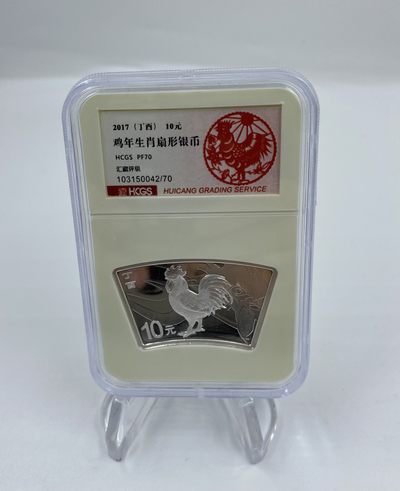 2017（丁酉） 10元
鸡年生肖扇形银币
HCGS PF70
汇藏评级
103150042/70
HCGS HUICANG GRADING SERVICE
丁酉
10元